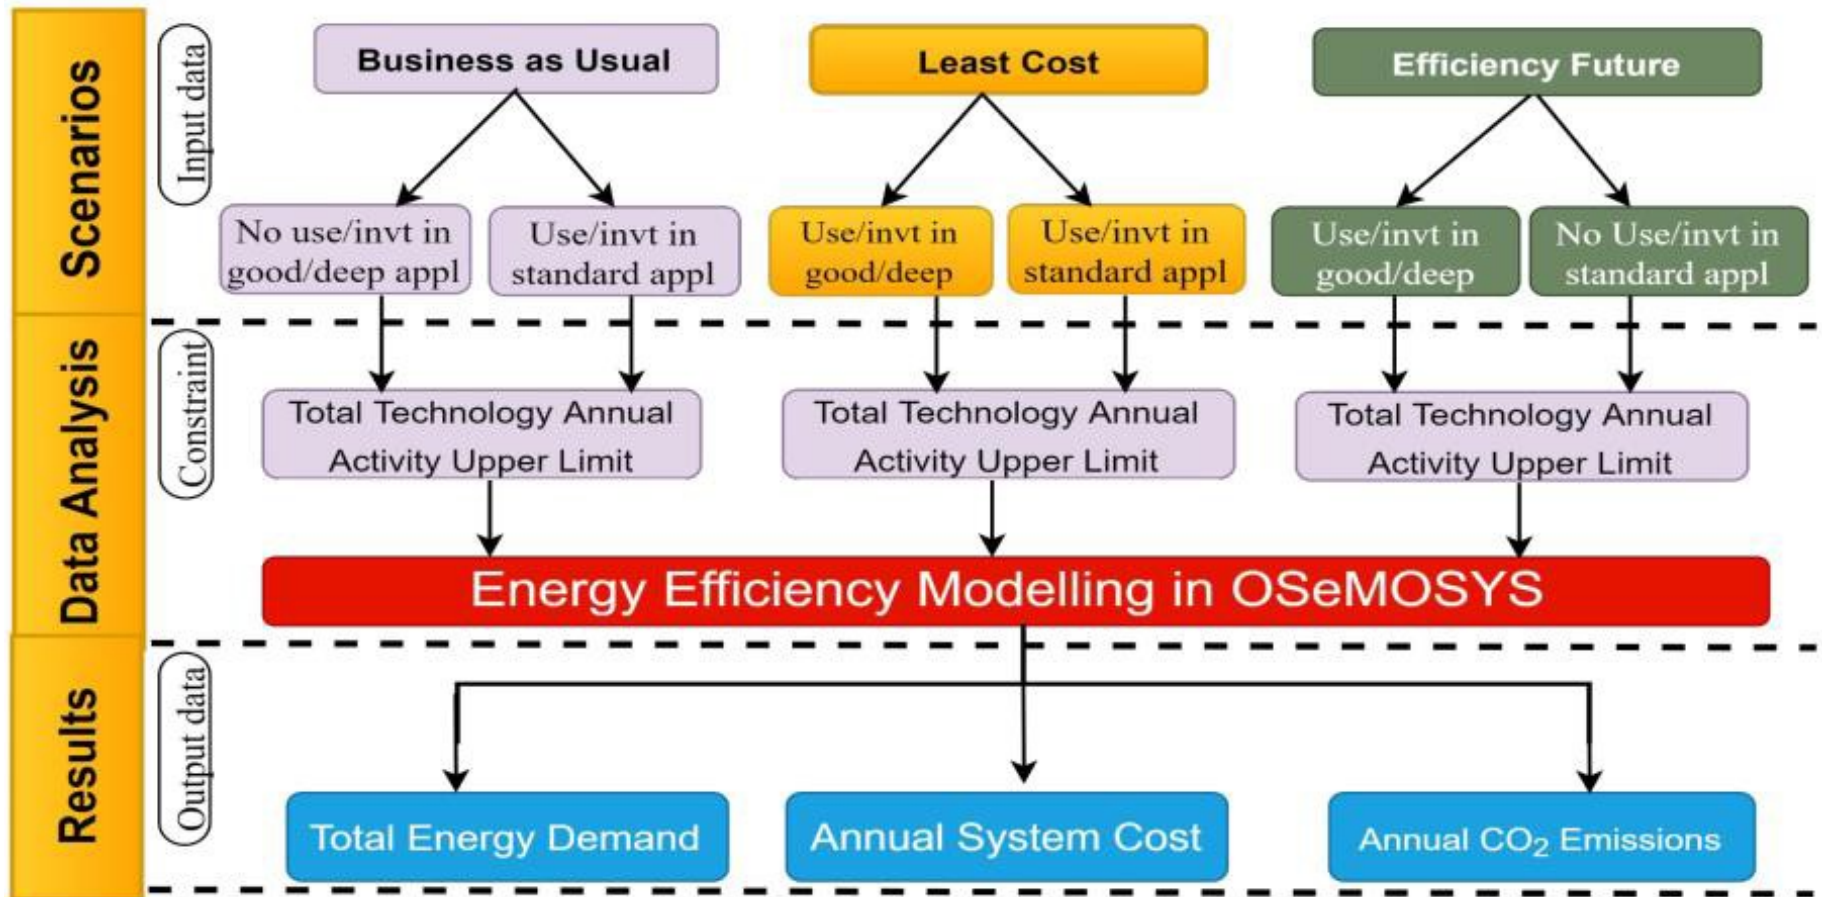 Scenarios
Input data
Business as Usual
Least Cost
Efficiency Future
No use/invt in
good/deep appl
Use/invt in
standard appl
Use/invt in
good/deep
Use/invt in
standard appl
Use/invt in
good/deep
No Use/invt in
standard appl
Data Analysis
Constraint
Total Technology Annual
Activity Upper Limit
Total Technology Annual
Activity Upper Limit
Total Technology Annual
Activity Upper Limit
Energy Efficiency Modelling in OSeMOSYS
Results
Output data
Total Energy Demand
Annual System Cost
Annual CO₂ Emissions